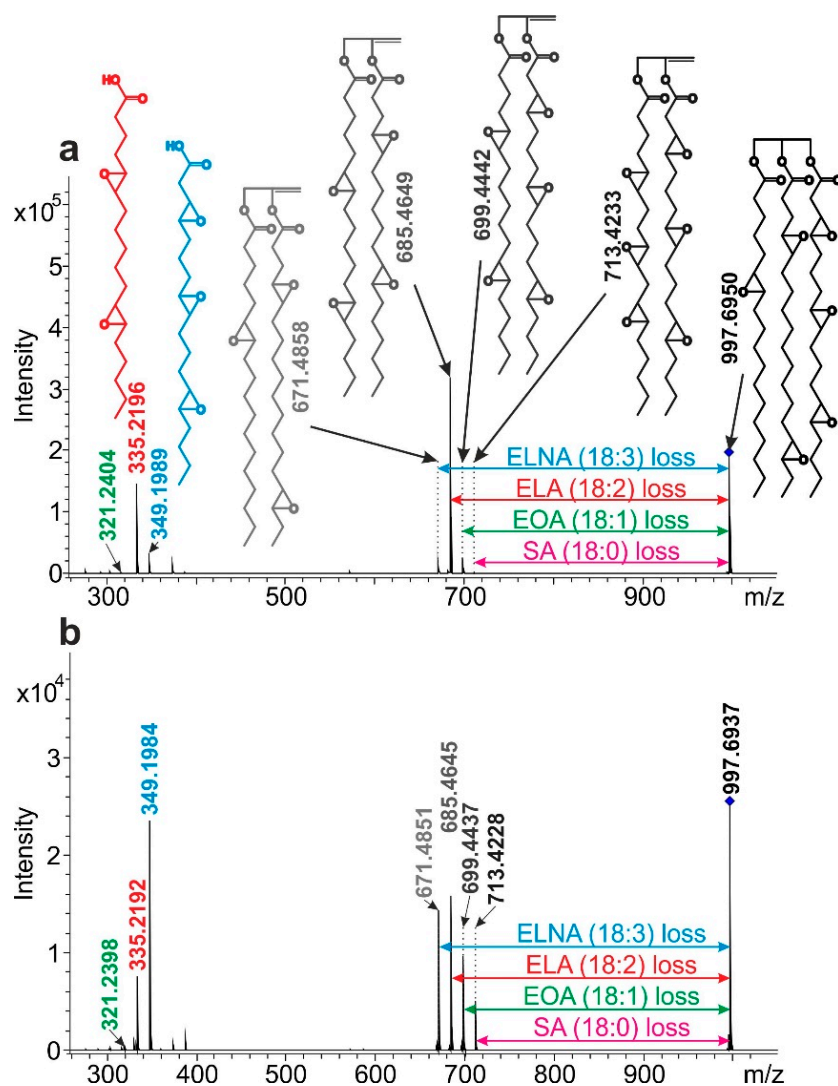 a
x10⁵
Intensity
5
4
3
2
1
0
HO
O
O
O
HO
O
O
O
O
321.2404
335.2196
349.1989
671.4858
685.4649
699.4442
713.4233
997.6950
ELNA (18:3) loss
ELA (18:2) loss
EOA (18:1) loss
SA (18:0) loss
300 400 500 600 700 800 900 m/z
b
x10⁴
Intensity
3
2
1
0
321.2398
335.2192
349.1984
671.4851
685.4645
699.4437
713.4228
997.6937
ELNA (18:3) loss
ELA (18:2) loss
EOA (18:1) loss
SA (18:0) loss
300 400 500 600 700 800 900 m/z